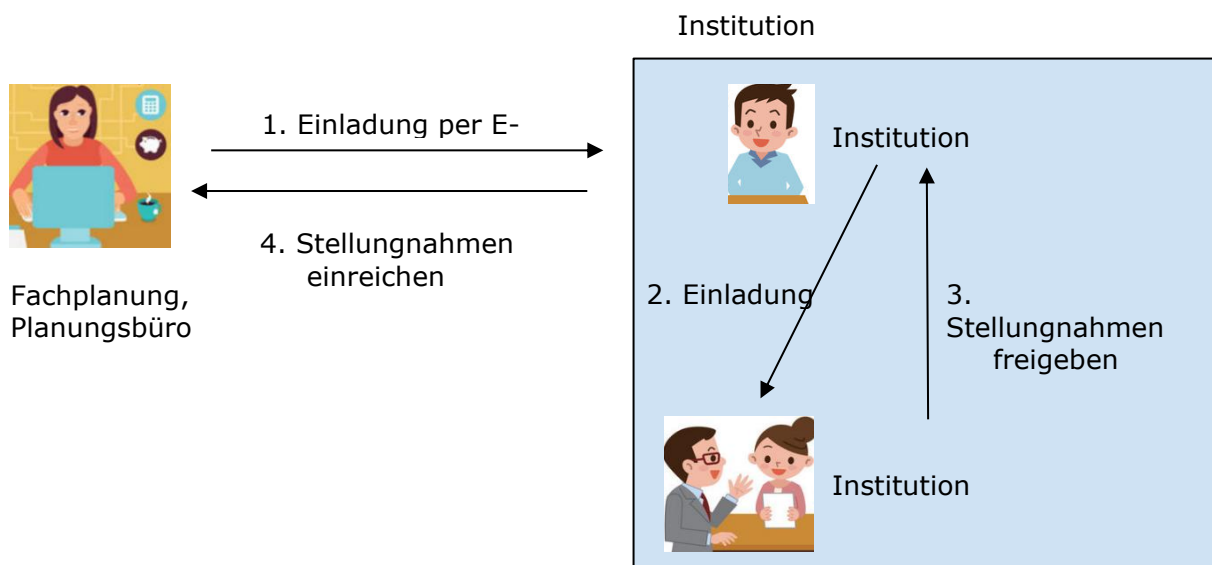 Institution
1. Einladung per E-
Institution
4. Stellungnahmen
einreichen
Fachplanung,
Planungsbüro
2. Einladung
3.
Stellungnahmen
freigeben
Institution